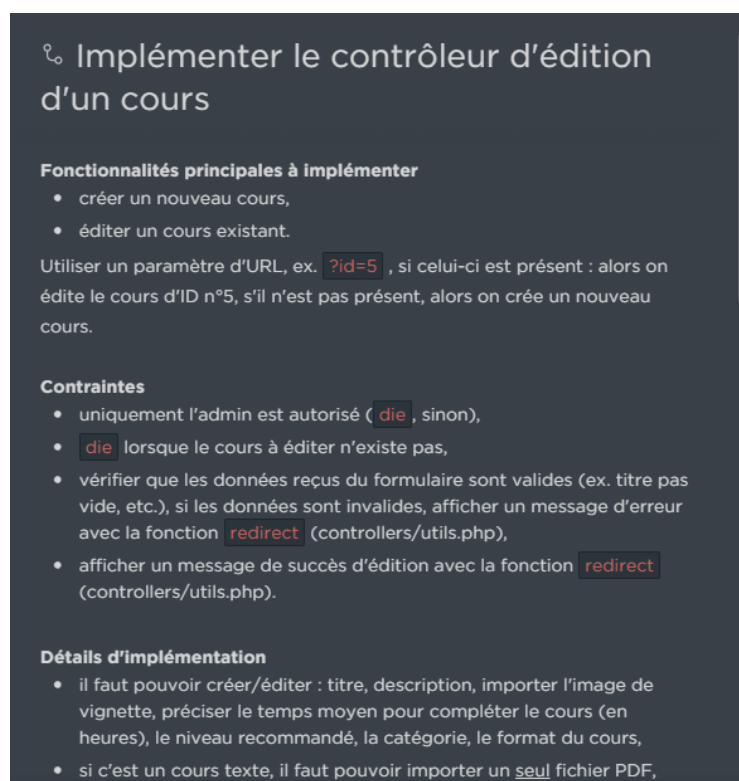 Implémenter le contrôleur d'édition
d'un cours
Fonctionnalités principales à implémenter
• créer un nouveau cours,
• éditer un cours existant.
Utiliser un paramètre d'URL, ex. ?id=5 , si celui-ci est présent : alors on
édite le cours d'ID n°5, s'il n'est pas présent, alors on crée un nouveau
cours.
Contraintes
• uniquement l'admin est autorisé ( die , sinon),
• die lorsque le cours à éditer n'existe pas,
• vérifier que les données reçus du formulaire sont valides (ex. titre pas
vide, etc.), si les données sont invalides, afficher un message d'erreur
avec la fonction redirect (controllers/utils.php),
• afficher un message de succès d'édition avec la fonction redirect
(controllers/utils.php).
Détails d'implémentation
• il faut pouvoir créer/éditer : titre, description, importer l'image de
vignette, préciser le temps moyen pour compléter le cours (en
heures), le niveau recommandé, la catégorie, le format du cours,
• si c'est un cours texte, il faut pouvoir importer un seul fichier PDF,